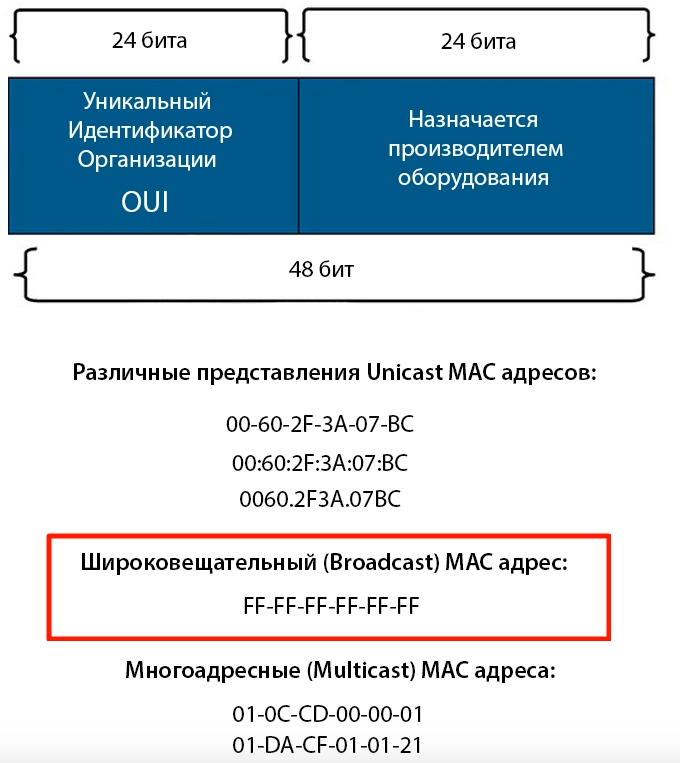 24 бита
24 бита
Уникальный
Идентификатор
Организации
OUI
Назначается
производителем
оборудования
48 бит
Различные представления Unicast MAC адресов:
00-60-2F-3A-07-BC
00:60:2F:3A:07:BC
0060.2F3A.07BC
Широковещательный (Broadcast) MAC адрес:
FF-FF-FF-FF-FF-FF
Многоадресные (Multicast) MAC адреса:
01-0C-CD-00-00-01
01-DA-CF-01-01-21